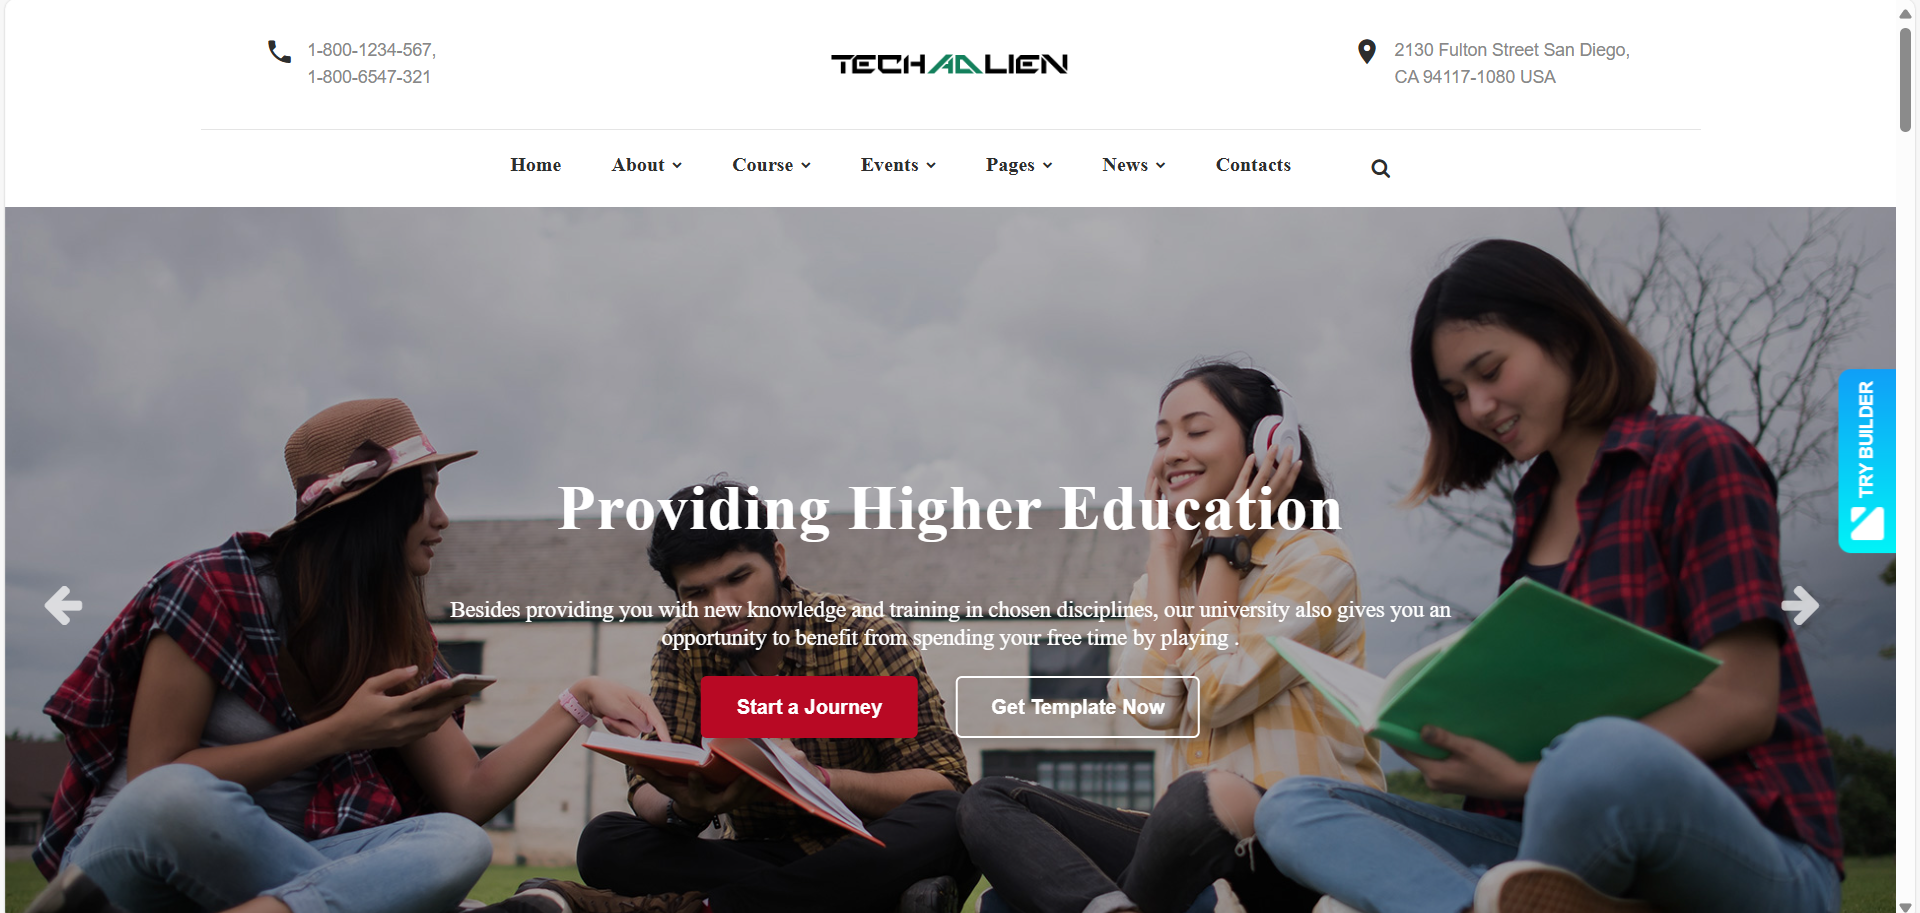 1-800-1234-567,
1-800-6547-321
TECHAALIEN
2130 Fulton Street San Diego,
CA 94117-1080 USA
Home About Course Events Pages News Contacts
Providing Higher Education
Besides providing you with new knowledge and training in chosen disciplines, our university also gives you an
opportunity to benefit from spending your free time by playing .
Start a Journey Get Template Now
TRY BUILDER